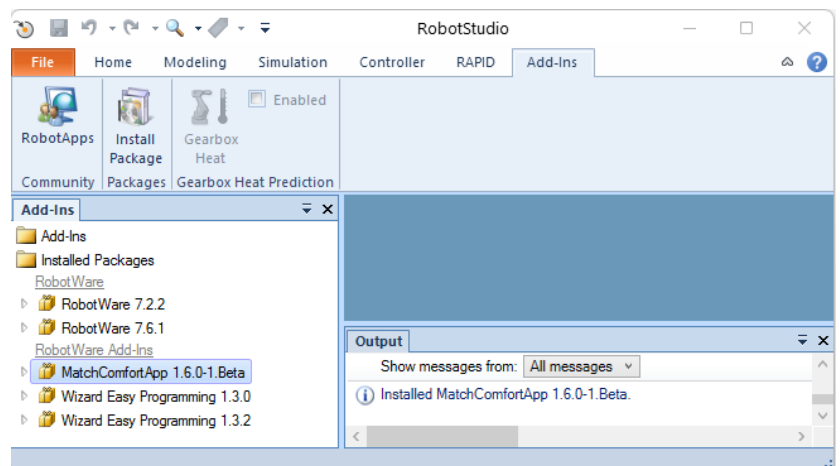 RobotStudio
File Home Modeling Simulation Controller RAPID Add-Ins
RobotApps
Install Package
Gearbox Heat
Enabled
Community Packages Gearbox Heat Prediction
Add-Ins
Add-Ins
Installed Packages
RobotWare
RobotWare 7.2.2
RobotWare 7.6.1
RobotWare Add-Ins
MatchComfortApp 1.6.0-1.Beta
Wizard Easy Programming 1.3.0
Wizard Easy Programming 1.3.2
Output
Show messages from: All messages
Installed MatchComfortApp 1.6.0-1.Beta.